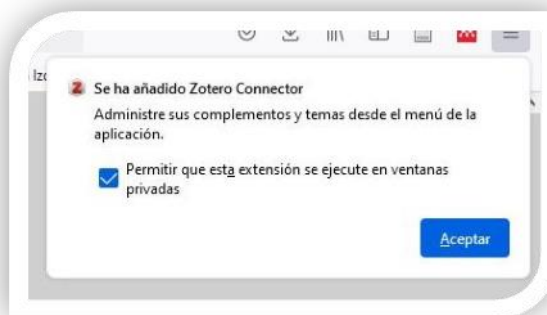 Se ha añadido Zotero Connector
Administre sus complementos y temas desde el menú de la
aplicación.
Permitir que esta extensión se ejecute en ventanas
privadas
Aceptar